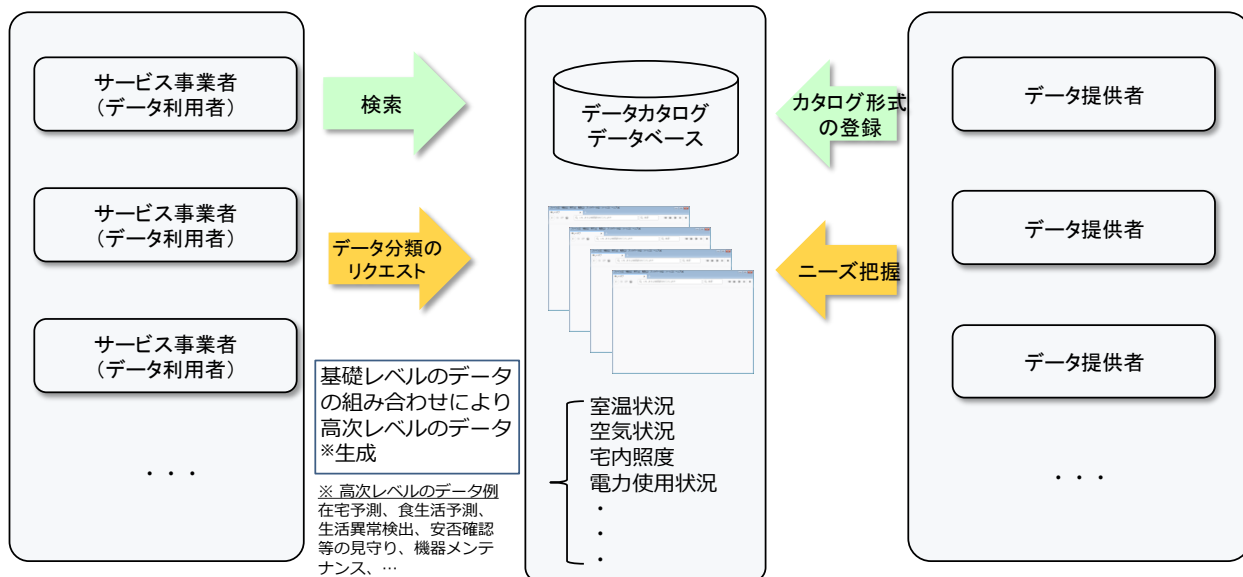 サービス事業者
（データ利用者）
サービス事業者
（データ利用者）
サービス事業者
（データ利用者）
・・・
検索
データ分類の
リクエスト
基礎レベルのデータ
の組み合わせにより
高次レベルのデータ
※生成
※ 高次レベルのデータ例
在宅予測、食生活予測、
生活異常検出、安否確認
等の見守り、機器メンテ
ナンス、…
データカタログ
データベース
室温状況
空気状況
宅内照度
電力使用状況
・
・
・
カタログ形式
の登録
ニーズ把握
データ提供者
データ提供者
データ提供者
・・・